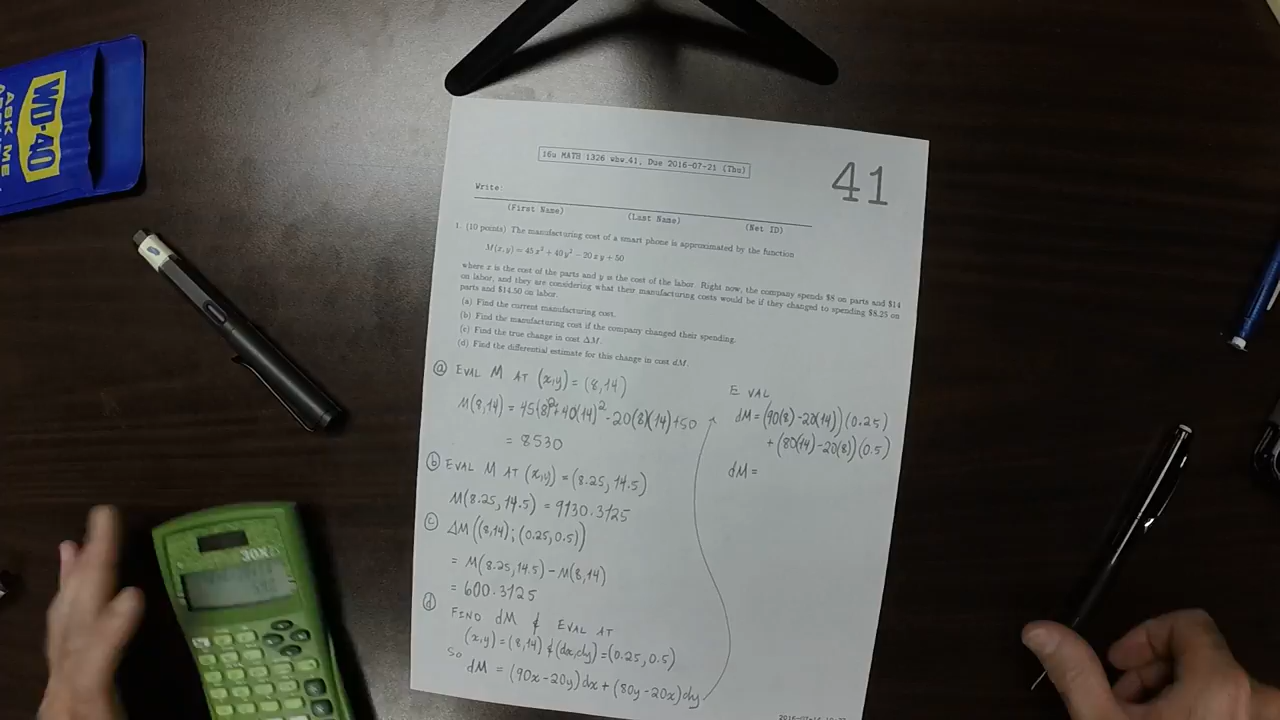 WD-40
ASK ME
30X
16u MATH 1326 whw.41, Due 2016-07-21 (Thu)
41
Write:
(First Name) (Last Name) (Net ID)
1. (10 points) The manufacturing cost of a smart phone is approximated by the function
M(x, y) = 45 x² + 40 y² − 20 x y + 50
where x is the cost of the parts and y is the cost of the labor. Right now, the company spends $8 on parts and $14
on labor, and they are considering what their manufacturing costs would be if they changed to spending $8.25 on
parts and $14.50 on labor.
(a) Find the current manufacturing cost.
(b) Find the manufacturing cost if the company changed their spending.
(c) Find the true change in cost ΔM.
(d) Find the differential estimate for this change in cost dM.
ⓐ EVAL M AT (x,y) = (8,14)
M(8,14) = 45(8)²+40(14)²-20(8)(14)+50
= 8530
ⓑ EVAL M AT (x,y) = (8.25, 14.5)
M(8.25, 14.5) = 9130.3125
ⓒ ΔM((8,14); (0.25, 0.5))
= M(8.25, 14.5) - M(8,14)
= 600.3125
ⓓ FIND dM & EVAL AT
(x,y) = (8,14) & (dx,dy) = (0.25, 0.5)
SO
dM = (90x - 20y)dx + (80y - 20x)dy
EVAL
dM = (90(8) - 20(14))(0.25)
+ (80(14) - 20(8))(0.5)
dM =